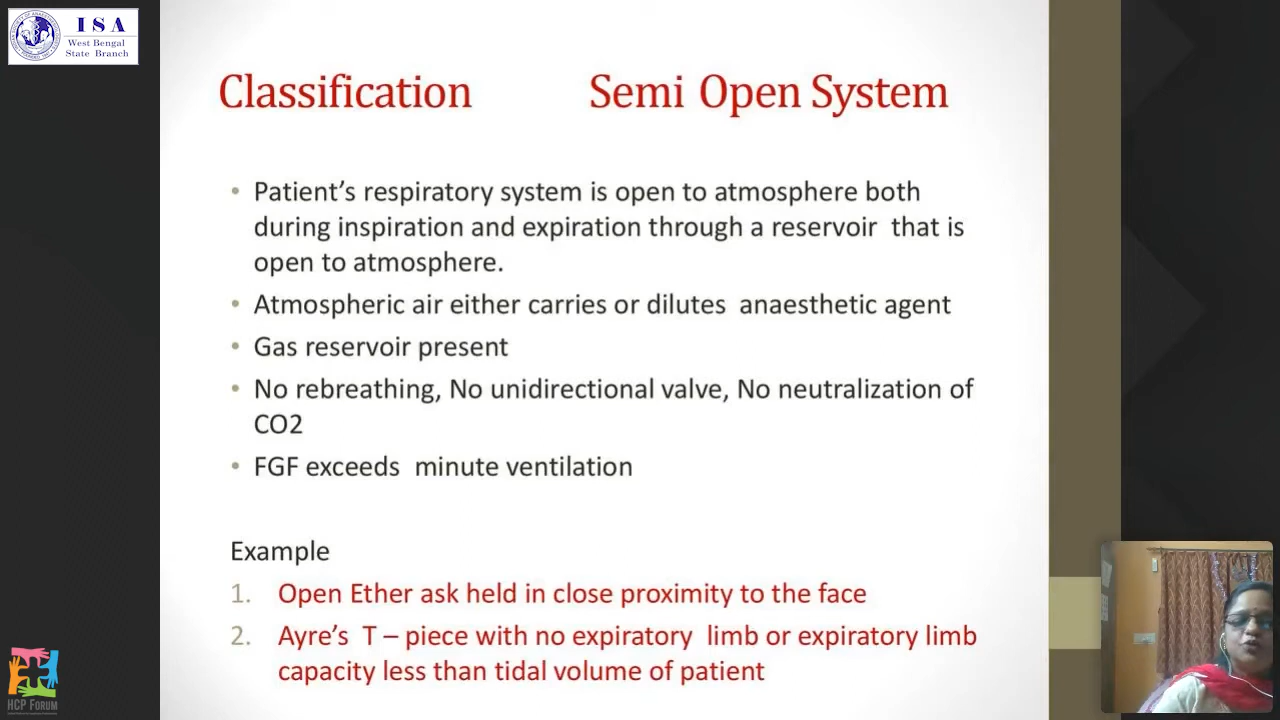 I S A
West Bengal
State Branch
Classification Semi Open System
• Patient’s respiratory system is open to atmosphere both
during inspiration and expiration through a reservoir that is
open to atmosphere.
• Atmospheric air either carries or dilutes anaesthetic agent
• Gas reservoir present
• No rebreathing, No unidirectional valve, No neutralization of
CO2
• FGF exceeds minute ventilation
Example
1. Open Ether ask held in close proximity to the face
2. Ayre’s T – piece with no expiratory limb or expiratory limb
capacity less than tidal volume of patient
HCP FORUM